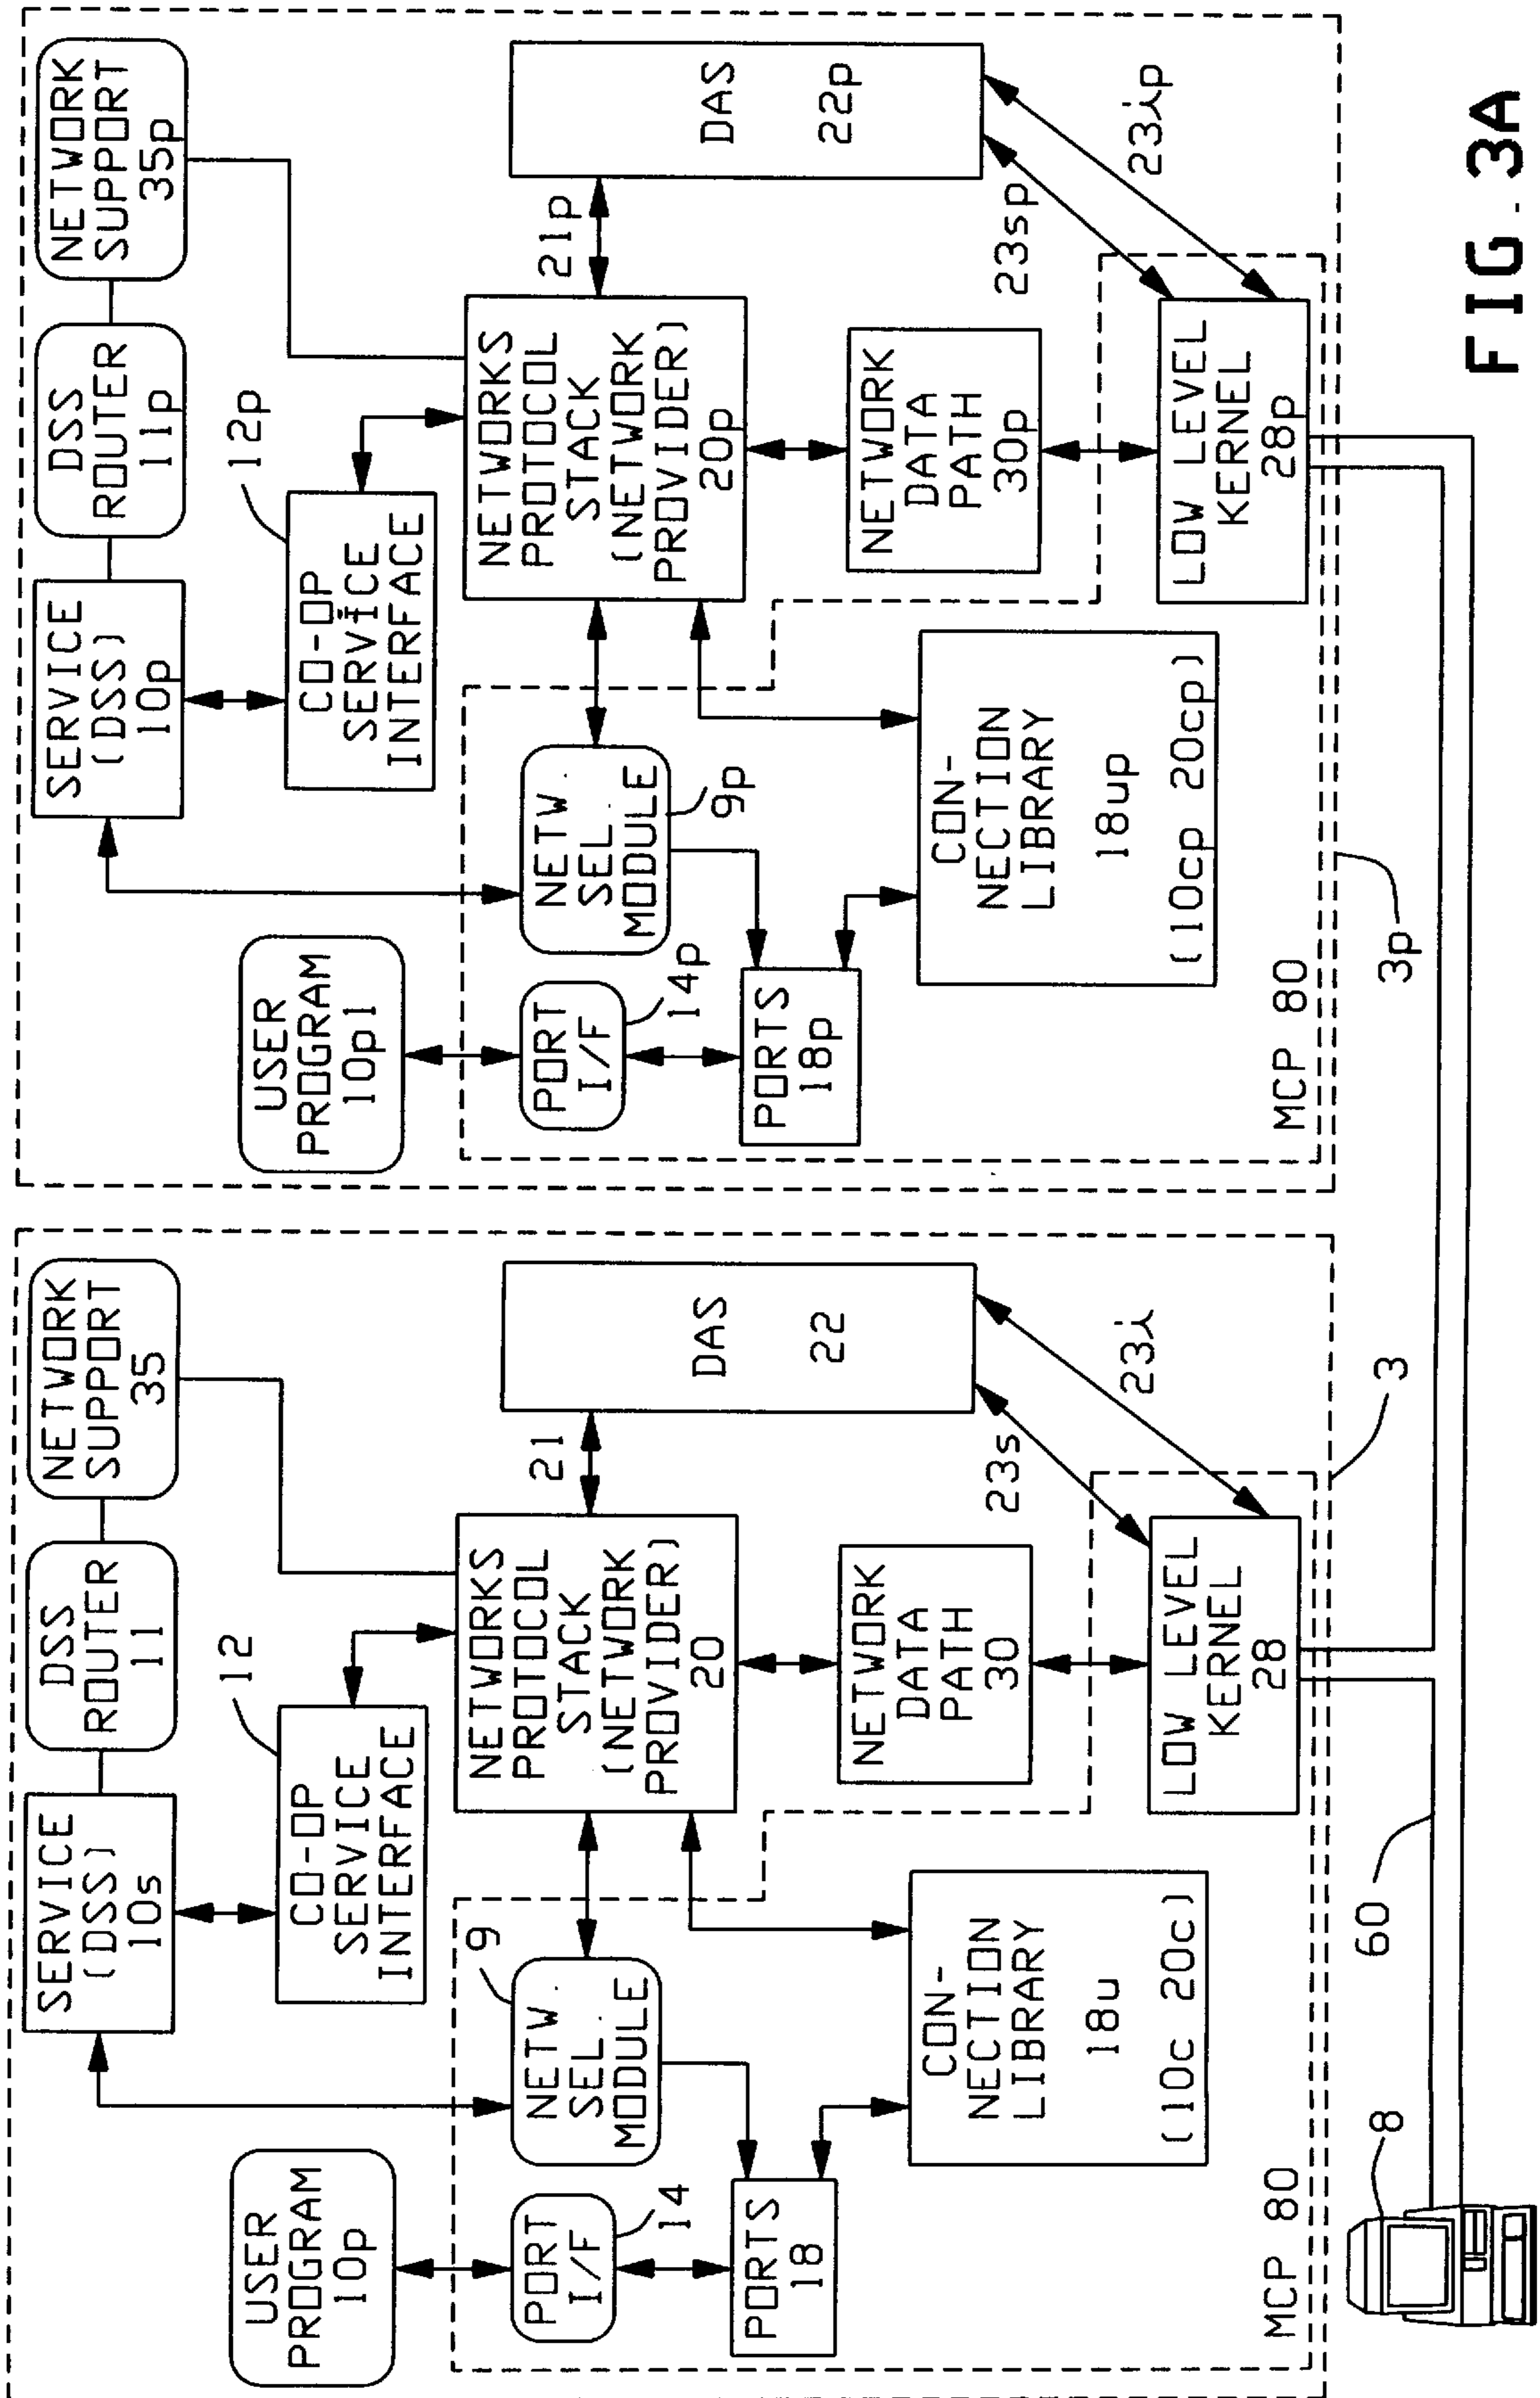 USER
PROGRAM
10p
SERVICE
(DSS)
10s
DSS
ROUTER
11
NETWORK
SUPPORT
35
12
CO-OP
SERVICE
INTERFACE
9
PORT
I/F
14
NETW.
SEL.
MODULE
NETWORKS
PROTOCOL
STACK
(NETWORK
PROVIDER)
20
21
DAS
22
PORTS
18
CON-
NECTION
LIBRARY
18u
(10c 20c)
NETWORK
DATA
PATH
30
23s
23i
LOW LEVEL
KERNEL
28
MCP 80
3
8
60
USER
PROGRAM
10p1
SERVICE
(DSS)
10p
DSS
ROUTER
11p
NETWORK
SUPPORT
35p
12p
CO-OP
SERVICE
INTERFACE
PORT
I/F
14p
NETW.
SEL.
MODULE
9p
NETWORKS
PROTOCOL
STACK
(NETWORK
PROVIDER)
20p
21p
DAS
22p
PORTS
18p
CON-
NECTION
LIBRARY
18up
(10cp 20cp)
NETWORK
DATA
PATH
30p
23sp
23ip
LOW LEVEL
KERNEL
28p
MCP 80
3p
FIG. 3A